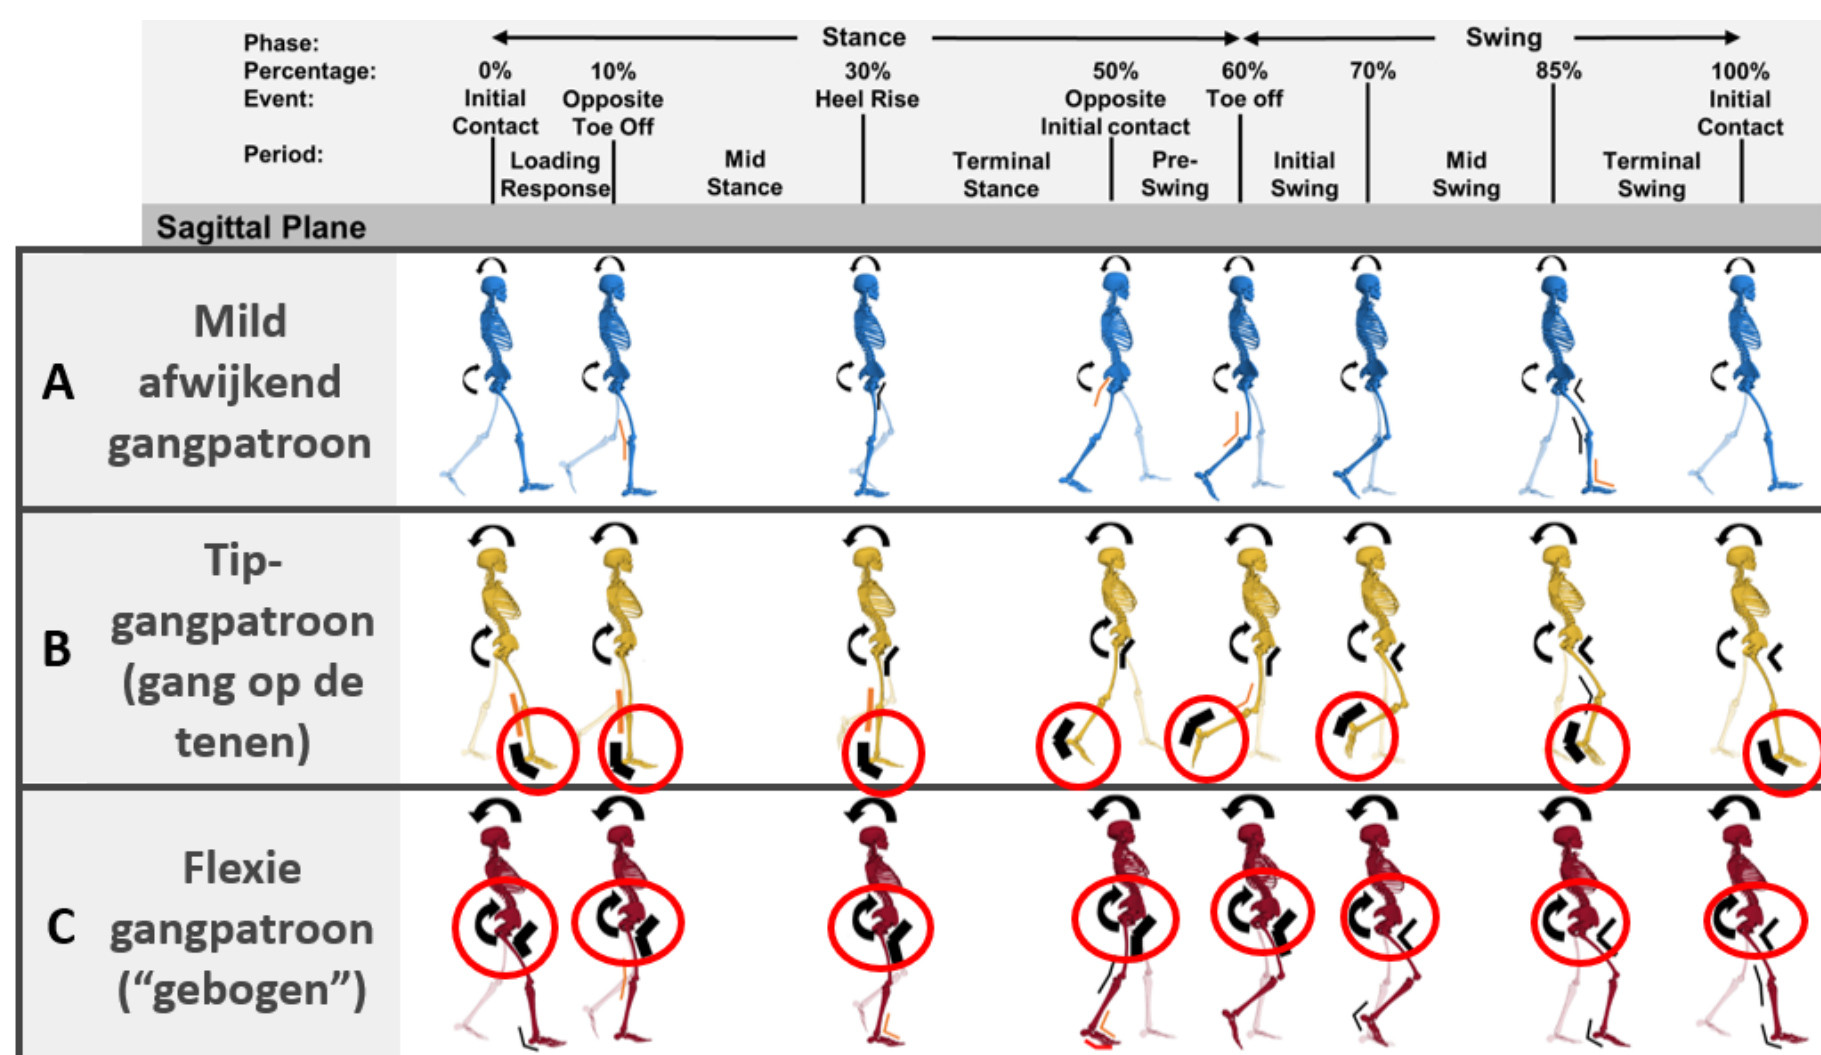 Phase: Stance Swing
Percentage: 0% 10% 30% 50% 60% 70% 85% 100%
Event: Initial Contact Opposite Toe Off Heel Rise Opposite Initial contact Toe off Initial Contact
Period: Loading Response Mid Stance Terminal Stance Pre-Swing Initial Swing Mid Swing Terminal Swing
Sagittal Plane
A
Mild
afwijkend
gangpatroon
B
Tip-
gangpatroon
(gang op de
tenen)
C
Flexie
gangpatroon
(“gebogen”)